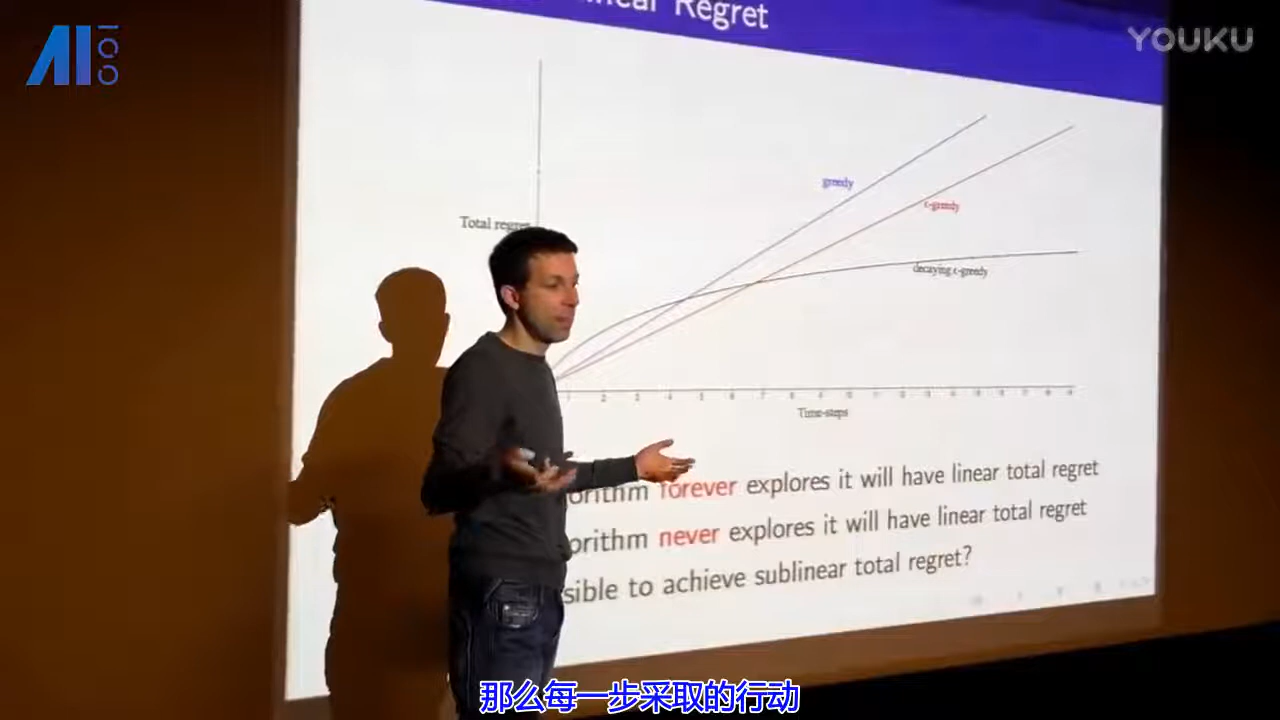 AI100
YOUKU
near Regret
Total regret
greedy
ϵ-greedy
decaying ϵ-greedy
Time-steps
orithm forever explores it will have linear total regret
orithm never explores it will have linear total regret
sible to achieve sublinear total regret?
那么每一步采取的行动